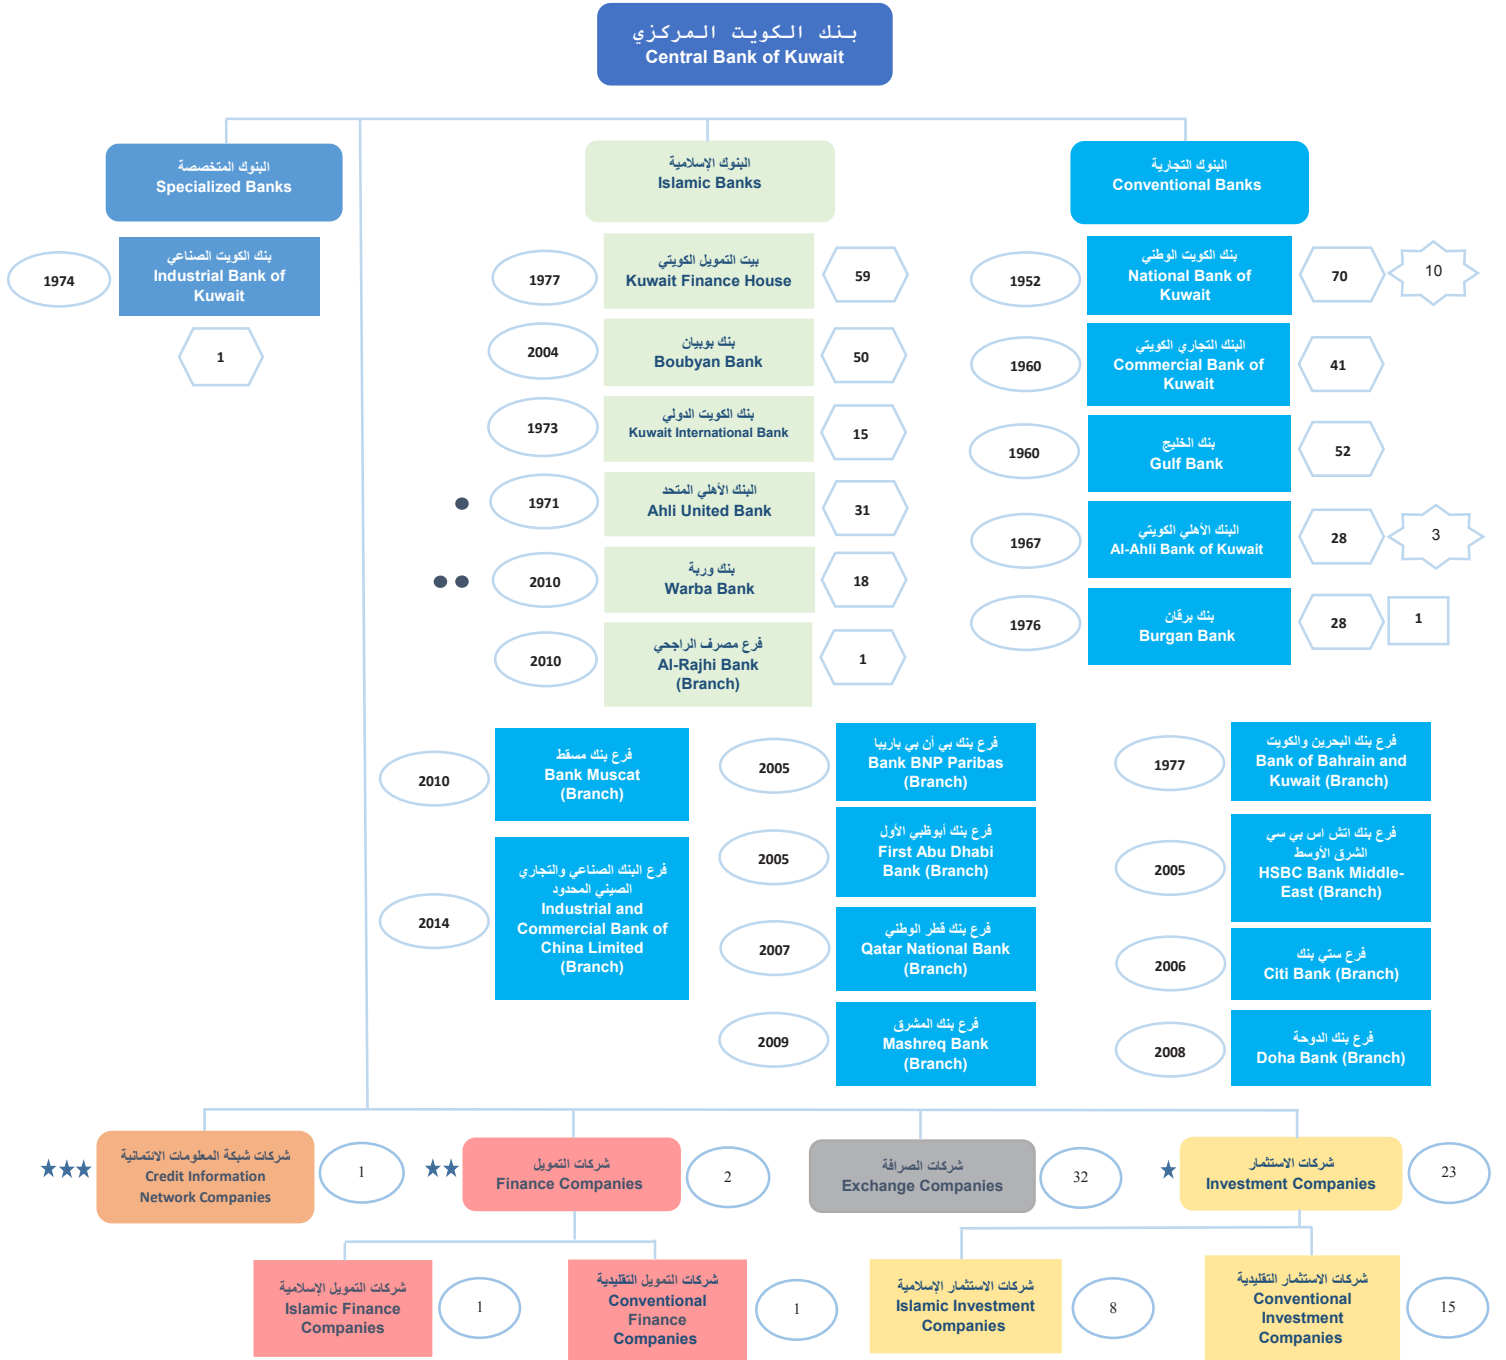 بنك الكويت المركزي
Central Bank of Kuwait
البنوك المتخصصة
Specialized Banks
البنوك الإسلامية
Islamic Banks
البنوك التجارية
Conventional Banks
1974
بنك الكويت الصناعي
Industrial Bank of
Kuwait
1
1977
بيت التمويل الكويتي
Kuwait Finance House
59
2004
بنك بوبيان
Boubyan Bank
50
1973
بنك الكويت الدولي
Kuwait International Bank
15
1971
البنك الأهلي المتحد
Ahli United Bank
31
2010
بنك وربة
Warba Bank
18
2010
فرع مصرف الراجحي
Al-Rajhi Bank
(Branch)
1
1952
بنك الكويت الوطني
National Bank of
Kuwait
70
10
1960
البنك التجاري الكويتي
Commercial Bank of
Kuwait
41
1960
بنك الخليج
Gulf Bank
52
1967
البنك الأهلي الكويتي
Al-Ahli Bank of Kuwait
28
3
1976
بنك برقان
Burgan Bank
28
1
2010
فرع بنك مسقط
Bank Muscat
(Branch)
2014
فرع البنك الصناعي والتجاري
الصيني المحدود
Industrial and
Commercial Bank of
China Limited
(Branch)
2005
فرع بنك بي أن بي باريبا
Bank BNP Paribas
(Branch)
2005
فرع بنك أبوظبي الأول
First Abu Dhabi
Bank (Branch)
2007
فرع بنك قطر الوطني
Qatar National Bank
(Branch)
2009
فرع بنك المشرق
Mashreq Bank
(Branch)
1977
فرع بنك البحرين والكويت
Bank of Bahrain and
Kuwait (Branch)
2005
فرع بنك اتش اس بي سي
الشرق الأوسط
HSBC Bank Middle-
East (Branch)
2006
فرع ستي بنك
Citi Bank (Branch)
2008
فرع بنك الدوحة
Doha Bank (Branch)
شركات شبكة المعلومات الائتمانية
Credit Information
Network Companies
1
شركات التمويل
Finance Companies
2
شركات الصرافة
Exchange Companies
32
شركات الاستثمار
Investment Companies
23
شركات التمويل الإسلامية
Islamic Finance
Companies
1
شركات التمويل التقليدية
Conventional
Finance
Companies
1
شركات الاستثمار الإسلامية
Islamic Investment
Companies
8
شركات الاستثمار التقليدية
Conventional
Investment
Companies
15